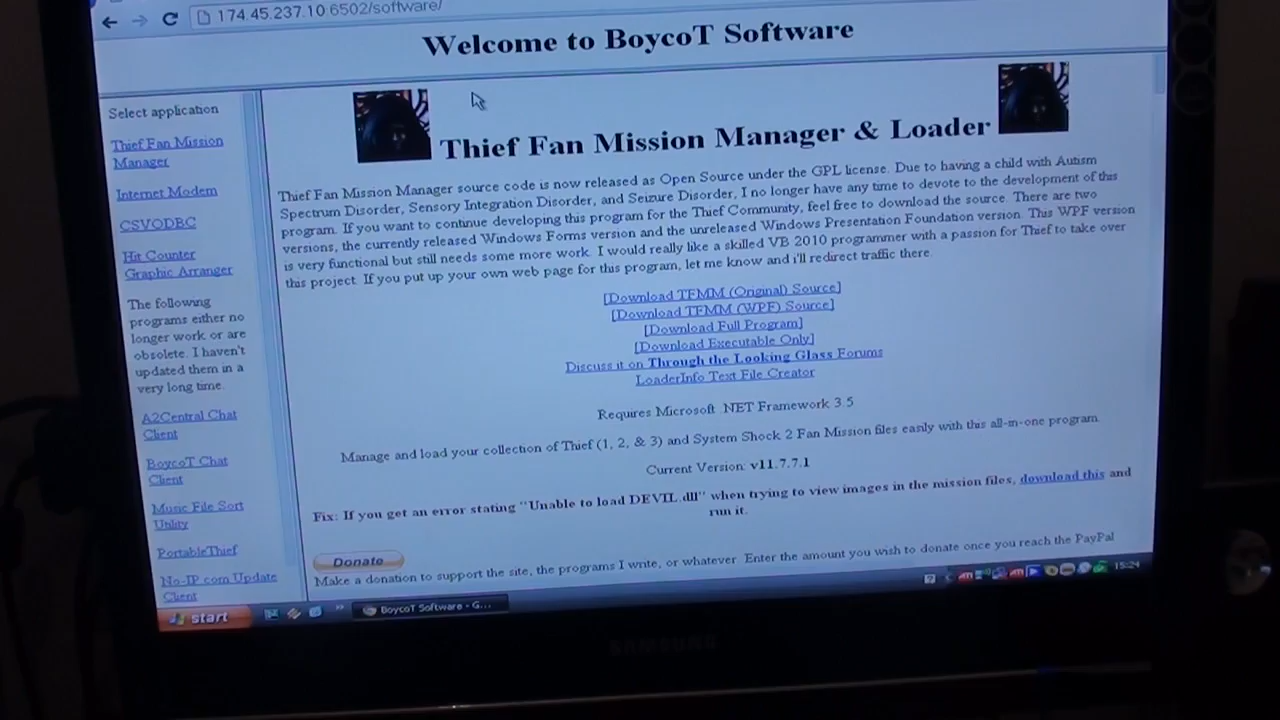 174.45.237.10:6502/software/
Welcome to BoycoT Software
Select application
Thief Fan Mission
Manager
Internet Modem
CSVODBC
Hit Counter
Graphic Arranger
The following
programs either no
longer work or are
obsolete. I haven't
updated them in a
very long time.
A2Central Chat
Client
BoycoT Chat
Client
Music File Sort
Utility
PortableThief
No-IP.com Update
Client
Thief Fan Mission Manager & Loader
Thief Fan Mission Manager source code is now released as Open Source under the GPL license. Due to having a child with Autism
Spectrum Disorder, Sensory Integration Disorder, and Seizure Disorder, I no longer have any time to devote to the development of this
program. If you want to continue developing this program for the Thief Community, feel free to download the source. There are two
versions, the currently released Windows Forms version and the unreleased Windows Presentation Foundation version. This WPF version
is very functional but still needs some more work. I would really like a skilled VB 2010 programmer with a passion for Thief to take over
this project. If you put up your own web page for this program, let me know and i'll redirect traffic there.
[Download TFMM (Original) Source]
[Download TFMM (WPF) Source]
[Download Full Program]
[Download Executable Only]
Discuss it on Through the Looking Glass Forums
LoaderInfo Text File Creator
Requires Microsoft .NET Framework 3.5
Manage and load your collection of Thief (1, 2, & 3) and System Shock 2 Fan Mission files easily with this all-in-one program.
Current Version: v11.7.7.1
Fix: If you get an error stating "Unable to load DEVIL.dll" when trying to view images in the mission files, download this and
run it.
Donate
Make a donation to support the site, the programs I write, or whatever. Enter the amount you wish to donate once you reach the PayPal
start
BoycoT Software - G...
15:24
SAMSUNG